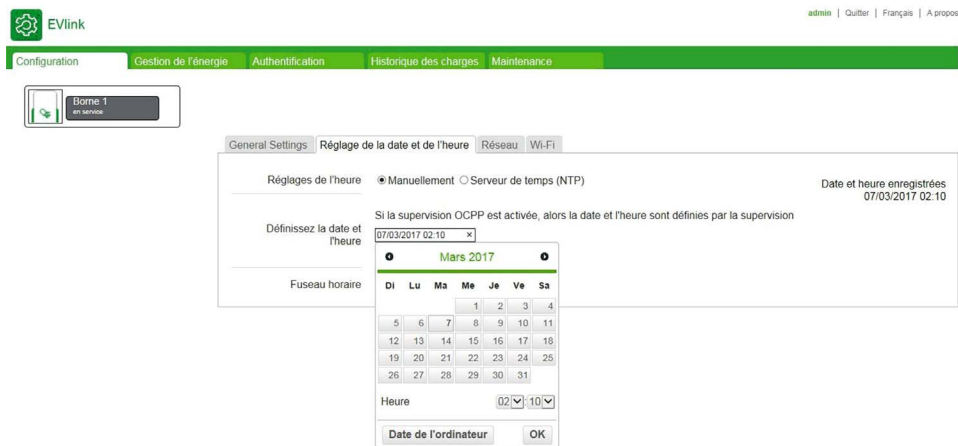 admin | Quitter | Français | A propos
EVlink
Configuration Gestion de l'énergie Authentification Historique des charges Maintenance
Borne 1
en service
General Settings Réglage de la date et de l'heure Réseau Wi-Fi
Réglages de l'heure Manuellement Serveur de temps (NTP)
Date et heure enregistrées
07/03/2017 02:10
Si la supervision OCPP est activée, alors la date et l'heure sont définies par la supervision
Définissez la date et
l'heure
07/03/2017 02:10 ×
Mars 2017
Fuseau horaire
Di Lu Ma Me Je Ve Sa
1 2 3 4
5 6 7 8 9 10 11
12 13 14 15 16 17 18
19 20 21 22 23 24 25
26 27 28 29 30 31
Heure 02 : 10
Date de l'ordinateur OK